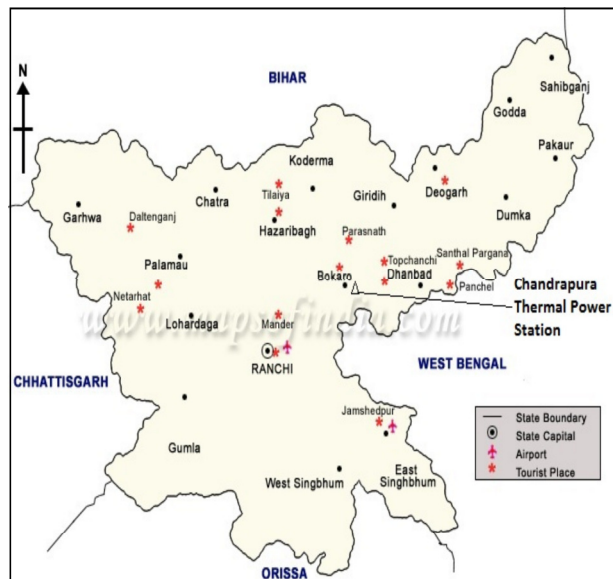 N
BIHAR
Sahibganj
Godda
Pakaur
Koderma
Tilaiya
Chatra
Giridih
Deogarh
Garhwa
Daltenganj
Hazaribagh
Dumka
Parasnath
Palamau
Topchanchi
Santhal Pargana
Bokaro
Dhanbad
Panchel
Chandrapura
Thermal Power
Station
Netarhat
Lohardaga
Mander
www.mapsofindia.com
RANCHI
WEST BENGAL
CHHATTISGARH
Jamshedpur
State Boundary
State Capital
Airport
Tourist Place
Gumla
West Singbhum
East
Singhbhum
ORISSA